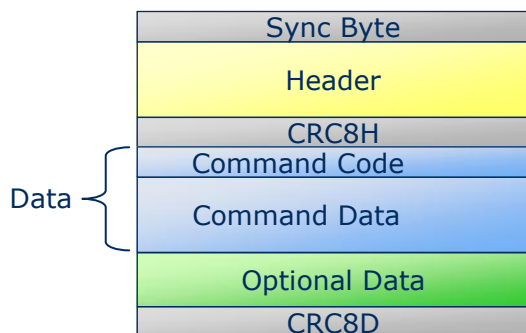 Sync Byte
Header
CRC8H
Command Code
Data
Command Data
Optional Data
CRC8D